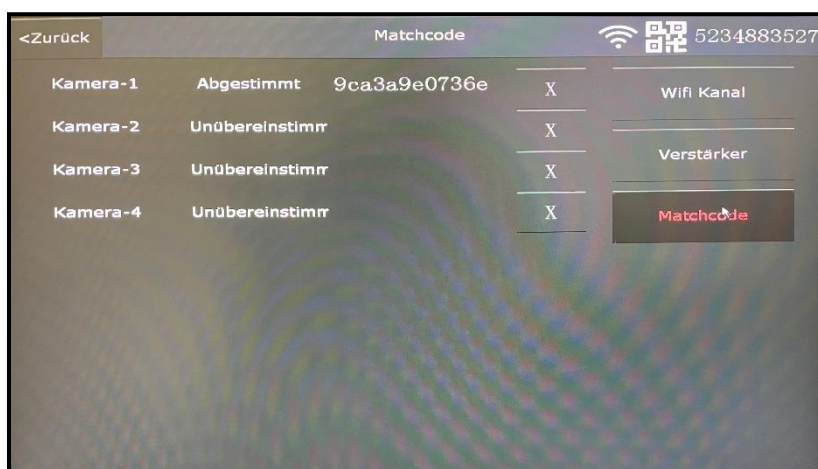 <Zurück Matchcode 5234883527
Kamera-1 Abgestimmt 9ca3a9e0736e X Wifi Kanal
Kamera-2 Unübereinstimm X
Kamera-3 Unübereinstimm X Verstärker
Kamera-4 Unübereinstimm X Matchcode